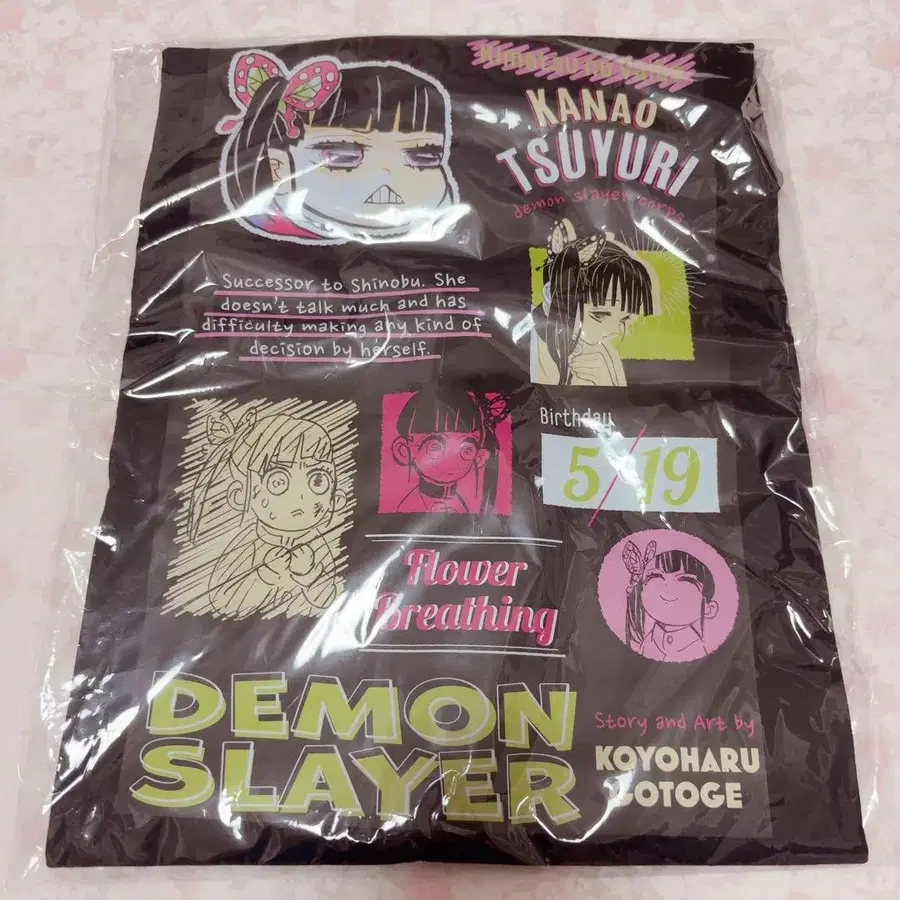 KANAO
TSUYURI
demon slayer corps
Successor to Shinobu. She
doesn't talk much and has
difficulty making any kind of
decision by herself.
Birthday
5/19
Flower
Breathing
DEMON
SLAYER
Story and Art by
KOYOHARU
GOTOGE